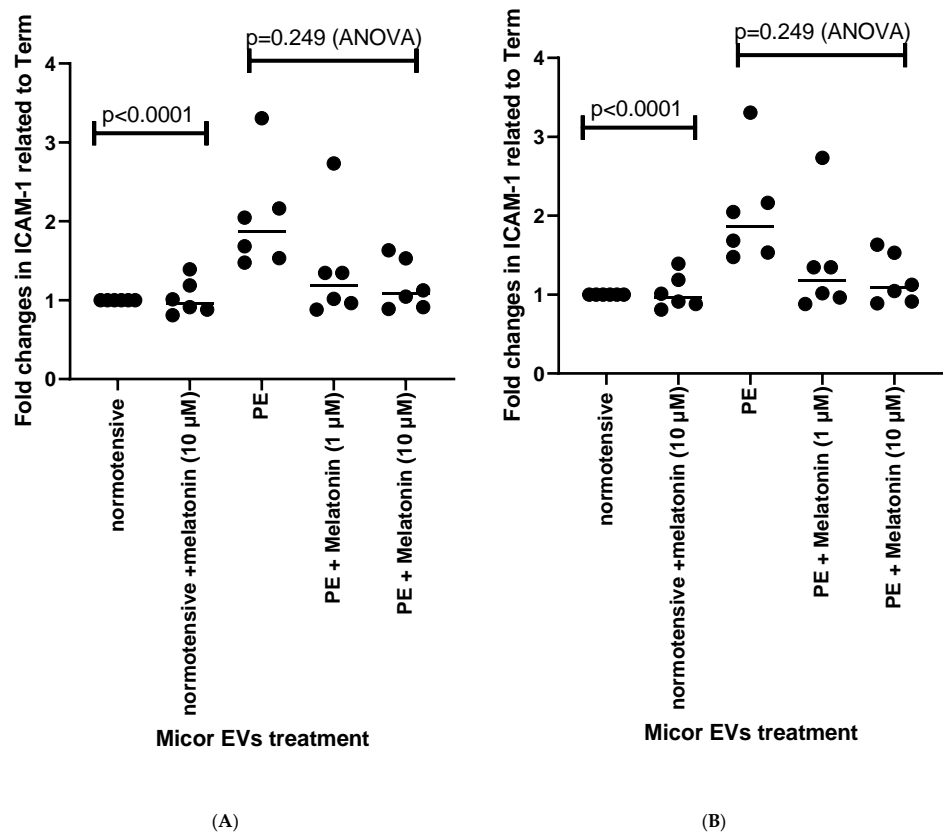 p=0.249 (ANOVA)
p<0.0001
Fold changes in ICAM-1 related to Term
4
3
2
1
0
normotensive
normotensive +melatonin (10 μM)
PE
PE + Melatonin (1 μM)
PE + Melatonin (10 μM)
Micor EVs treatment
(A)
p=0.249 (ANOVA)
p<0.0001
Fold changes in ICAM-1 related to Term
4
3
2
1
0
normotensive
normotensive +melatonin (10 μM)
PE
PE + Melatonin (1 μM)
PE + Melatonin (10 μM)
Micor EVs treatment
(B)